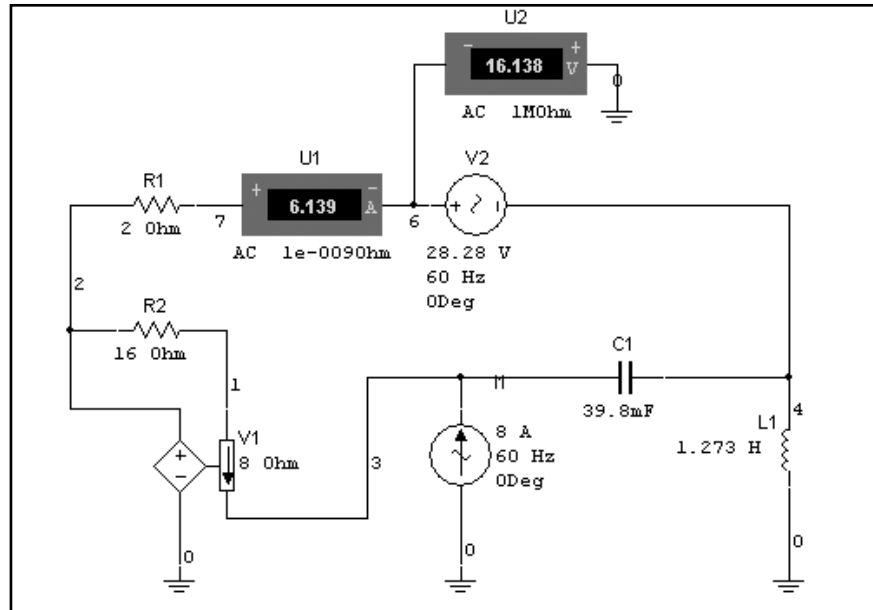 U2
- 16.138 + V
0
AC 1MOhm
U1
V2
R1
+ 6.139 - A
+ -
7
6
2 Ohm
AC 1e-009Ohm
28.28 V
60 Hz
0Deg
2
R2
16 Ohm
C1
1
M
39.8mF
4
V1
8 Ohm
+
-
3
8 A
60 Hz
0Deg
L1
1.273 H
0
0
0